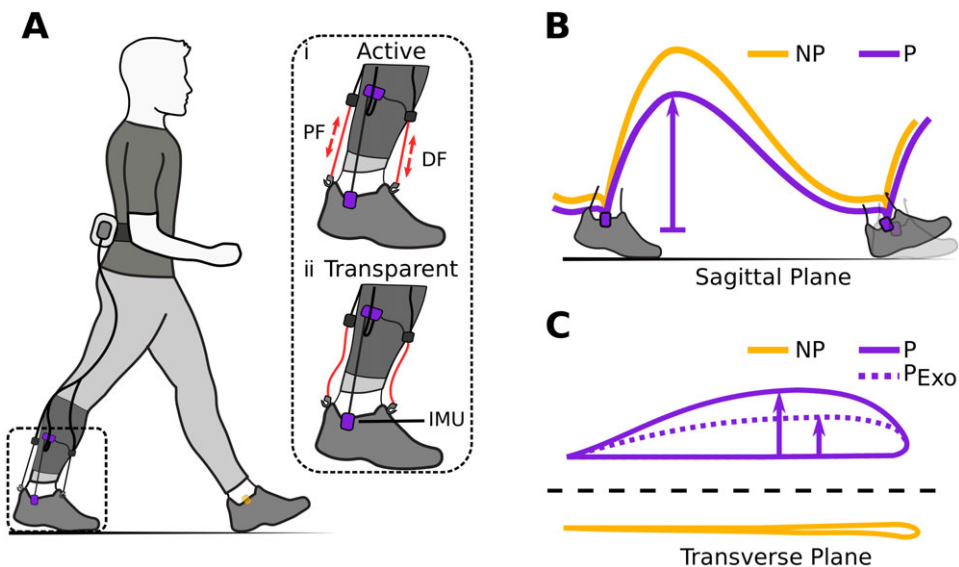 A
i
Active
PF
DF
ii Transparent
IMU
B
NP
P
Sagittal Plane
C
NP
P
PExo
Transverse Plane